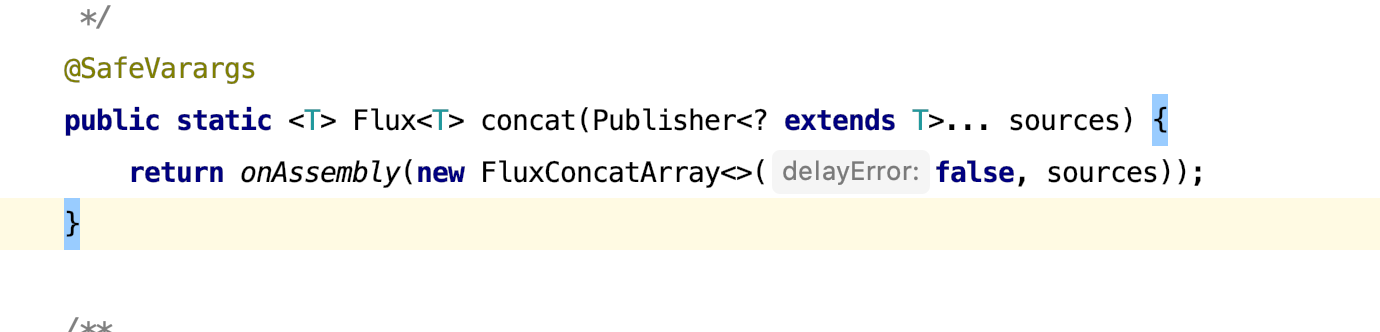 */
@SafeVarargs
public static <T> Flux<T> concat(Publisher<? extends T>... sources) {
return onAssembly(new FluxConcatArray<>( delayError: false, sources));
}
/**